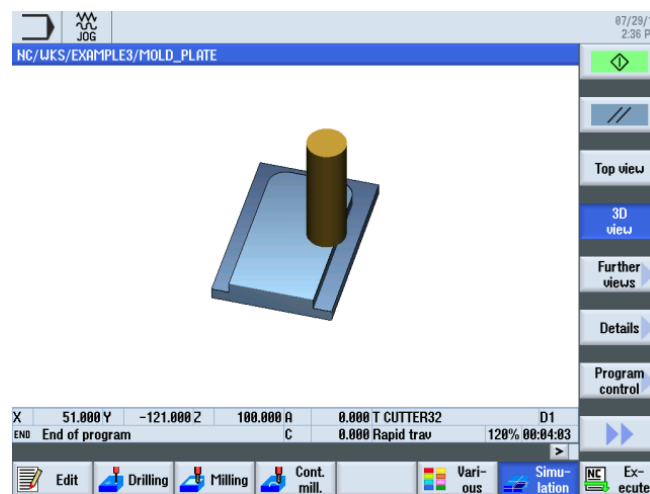 JOG
07/29/1
2:36 P
NC/WKS/EXAMPLE3/MOLD_PLATE
Top view
3D
view
Further
views
Details
Program
control
X 51.000 Y -121.000 Z 100.000 A 0.000 T CUTTER32 D1
END End of program C 0.000 Rapid trav 120% 00:04:03
>
Edit
Drilling
Milling
Cont.
mill.
Vari-
ous
Simu-
lation
NC
Ex-
ecute